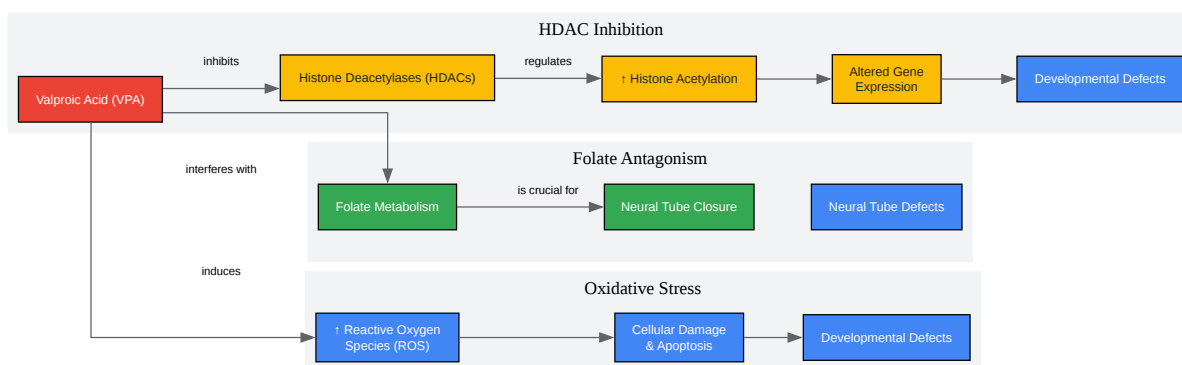 HDAC Inhibition
inhibits
regulates
Valproic Acid (VPA)
Histone Deacetylases (HDACs)
↑ Histone Acetylation
Altered Gene
Expression
Developmental Defects
interferes with
Folate Antagonism
is crucial for
Folate Metabolism
Neural Tube Closure
Neural Tube Defects
induces
Oxidative Stress
↑ Reactive Oxygen
Species (ROS)
Cellular Damage
& Apoptosis
Developmental Defects